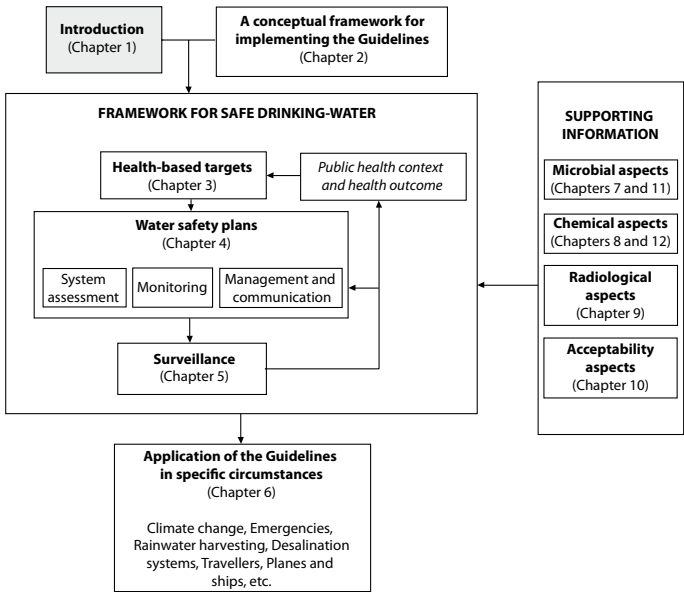 Introduction
(Chapter 1)
A conceptual framework for
implementing the Guidelines
(Chapter 2)
FRAMEWORK FOR SAFE DRINKING-WATER
Health-based targets
(Chapter 3)
Public health context
and health outcome
Water safety plans
(Chapter 4)
System
assessment
Monitoring
Management and
communication
Surveillance
(Chapter 5)
SUPPORTING
INFORMATION
Microbial aspects
(Chapters 7 and 11)
Chemical aspects
(Chapters 8 and 12)
Radiological
aspects
(Chapter 9)
Acceptability
aspects
(Chapter 10)
Application of the Guidelines
in specific circumstances
(Chapter 6)
Climate change, Emergencies,
Rainwater harvesting, Desalination
systems, Travellers, Planes and
ships, etc.